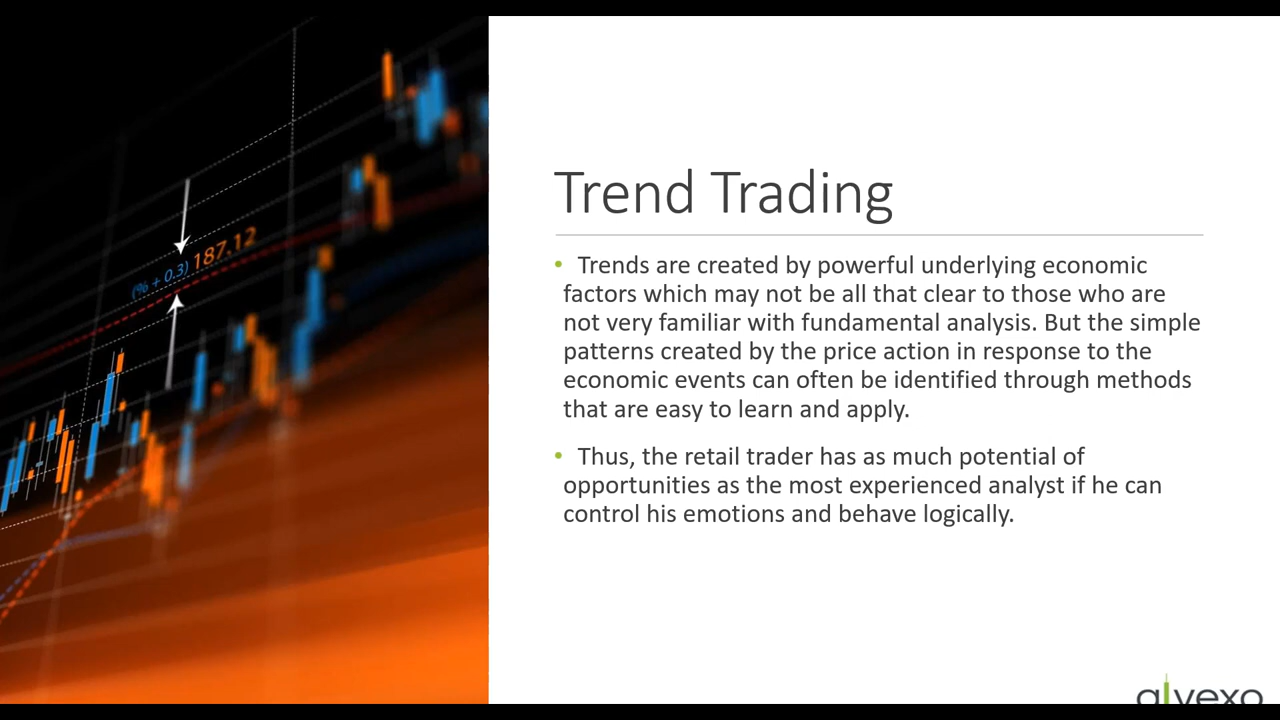 (% + 0.3) 187.12
Trend Trading
• Trends are created by powerful underlying economic
factors which may not be all that clear to those who are
not very familiar with fundamental analysis. But the simple
patterns created by the price action in response to the
economic events can often be identified through methods
that are easy to learn and apply.
• Thus, the retail trader has as much potential of
opportunities as the most experienced analyst if he can
control his emotions and behave logically.
alvexo